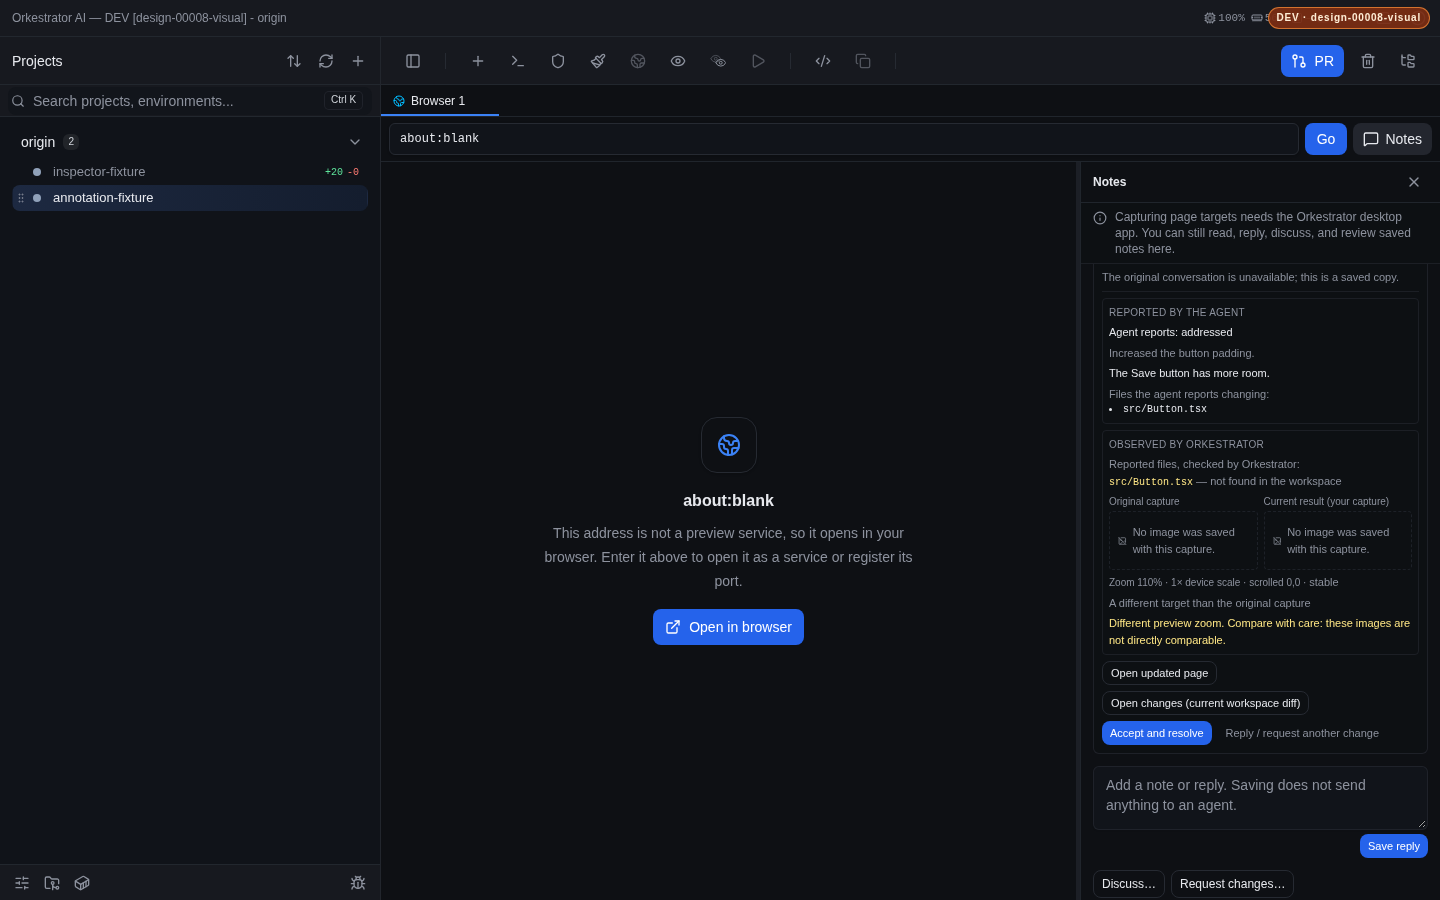 Orkestrator AI — DEV [design-00008-visual] - origin
100%
DEV · design-00008-visual
Projects
PR
Search projects, environments...
Ctrl K
Browser 1
about:blank
Go
Notes
origin 2
inspector-fixture
+20 -0
annotation-fixture
about:blank
This address is not a preview service, so it opens in your
browser. Enter it above to open it as a service or register its
port.
Open in browser
Notes
Capturing page targets needs the Orkestrator desktop
app. You can still read, reply, discuss, and review saved
notes here.
The original conversation is unavailable; this is a saved copy.
REPORTED BY THE AGENT
Agent reports: addressed
Increased the button padding.
The Save button has more room.
Files the agent reports changing:
• src/Button.tsx
OBSERVED BY ORKESTRATOR
Reported files, checked by Orkestrator:
src/Button.tsx — not found in the workspace
Original capture
Current result (your capture)
No image was saved
with this capture.
No image was saved
with this capture.
Zoom 110% · 1× device scale · scrolled 0,0 · stable
A different target than the original capture
Different preview zoom. Compare with care: these images are
not directly comparable.
Open updated page
Open changes (current workspace diff)
Accept and resolve
Reply / request another change
Add a note or reply. Saving does not send
anything to an agent.
Save reply
Discuss…
Request changes…